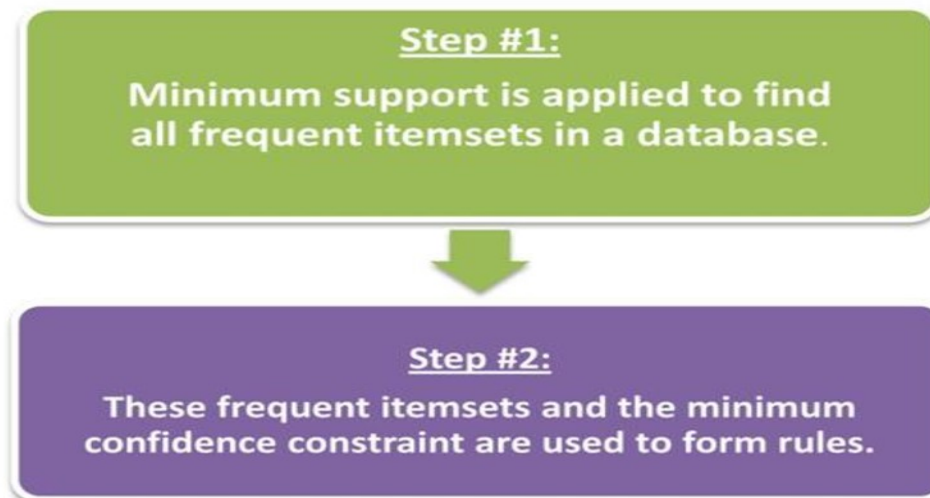 Step #1:
Minimum support is applied to find
all frequent itemsets in a database.
Step #2:
These frequent itemsets and the minimum
confidence constraint are used to form rules.